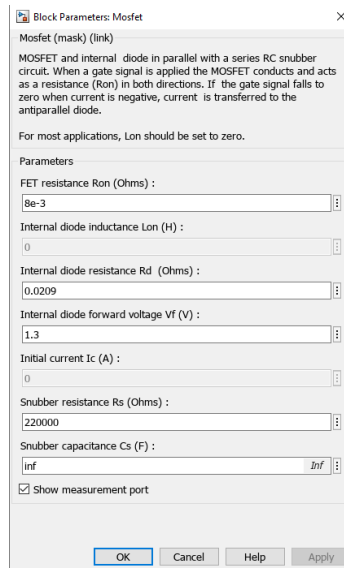 Block Parameters: Mosfet
Mosfet (mask) (link)
MOSFET and internal diode in parallel with a series RC snubber
circuit. When a gate signal is applied the MOSFET conducts and acts
as a resistance (Ron) in both directions. If the gate signal falls to
zero when current is negative, current is transferred to the
antiparallel diode.
For most applications, Lon should be set to zero.
Parameters
FET resistance Ron (Ohms) :
8e-3
Internal diode inductance Lon (H) :
0
Internal diode resistance Rd (Ohms) :
0.0209
Internal diode forward voltage Vf (V) :
1.3
Initial current Ic (A) :
0
Snubber resistance Rs (Ohms) :
220000
Snubber capacitance Cs (F) :
inf Inf
Show measurement port
OK Cancel Help Apply